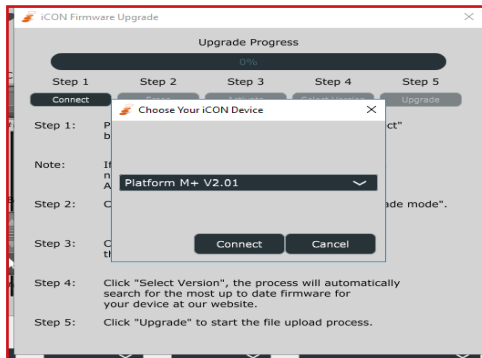 iCON Firmware Upgrade
Upgrade Progress
0%
Step 1 Step 2 Step 3 Step 4 Step 5
Connect Upgrade
Choose Your iCON Device
Step 1: ct"
Note: If
Platform M+ V2.01
Step 2: ade mode".
Connect Cancel
Step 3:
Step 4: Click "Select Version", the process will automatically
search for the most up to date firmware for
your device at our website.
Step 5: Click "Upgrade" to start the file upload process.